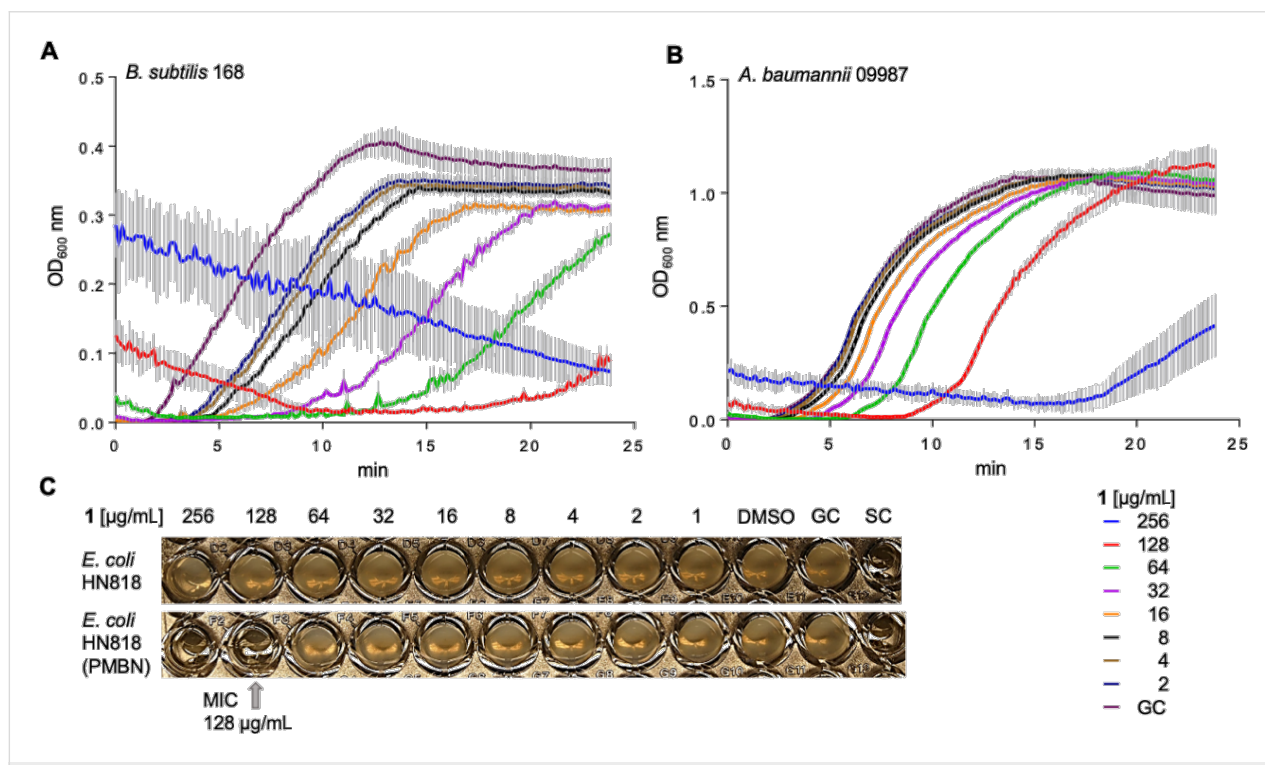 A
B. subtilis 168
0.5
0.4
0.3
0.2
0.1
0.0
OD600 nm
0 5 10 15 20 25
min
B
A. baumannii 09987
1.5
1.0
0.5
0.0
OD600 nm
0 5 10 15 20 25
min
C
1 [µg/mL] 256 128 64 32 16 8 4 2 1 DMSO GC SC
E. coli
HN818
E. coli
HN818
(PMBN)
MIC
128 µg/mL
1 [µg/mL]
256
128
64
32
16
8
4
2
GC